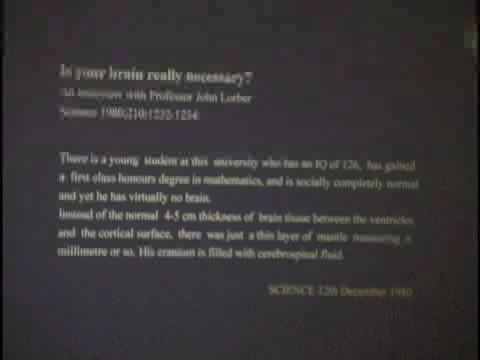 Is your brain really necessary?
An interview with Professor John Lorber
Science 1980;210:1232-1234
There is a young student at this university who has an IQ of 126, has gained
a first class honours degree in mathematics, and is socially completely normal
and yet he has virtually no brain.
Instead of the normal 4-5 cm thickness of brain tissue between the ventricles
and the cortical surface, there was just a thin layer of mantle measuring a
millimetre or so. His cranium is filled with cerebrospinal fluid.
SCIENCE 12th December 1980